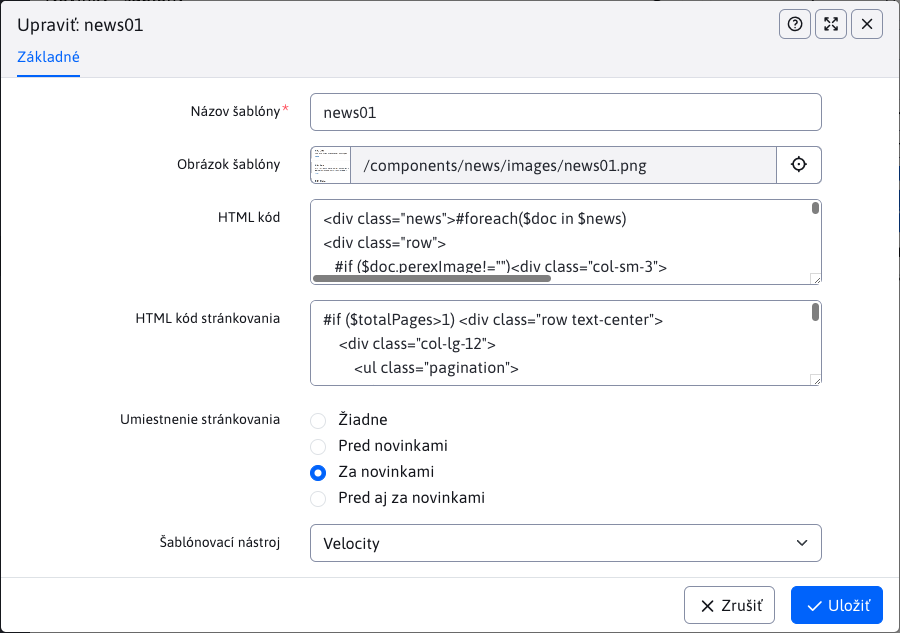 Upraviť: news01
Základné
Názov šablóny*
news01
Obrázok šablóny
/components/news/images/news01.png
HTML kód
<div class="news">#foreach($doc in $news)
<div class="row">
#if ($doc.perexImage!="")<div class="col-sm-3">
HTML kód stránkovania
#if ($totalPages>1) <div class="row text-center">
<div class="col-lg-12">
<ul class="pagination">
Umiestnenie stránkovania
Žiadne
Pred novinkami
Za novinkami
Pred aj za novinkami
Šablónovací nástroj
Velocity
Zrušiť
Uložiť